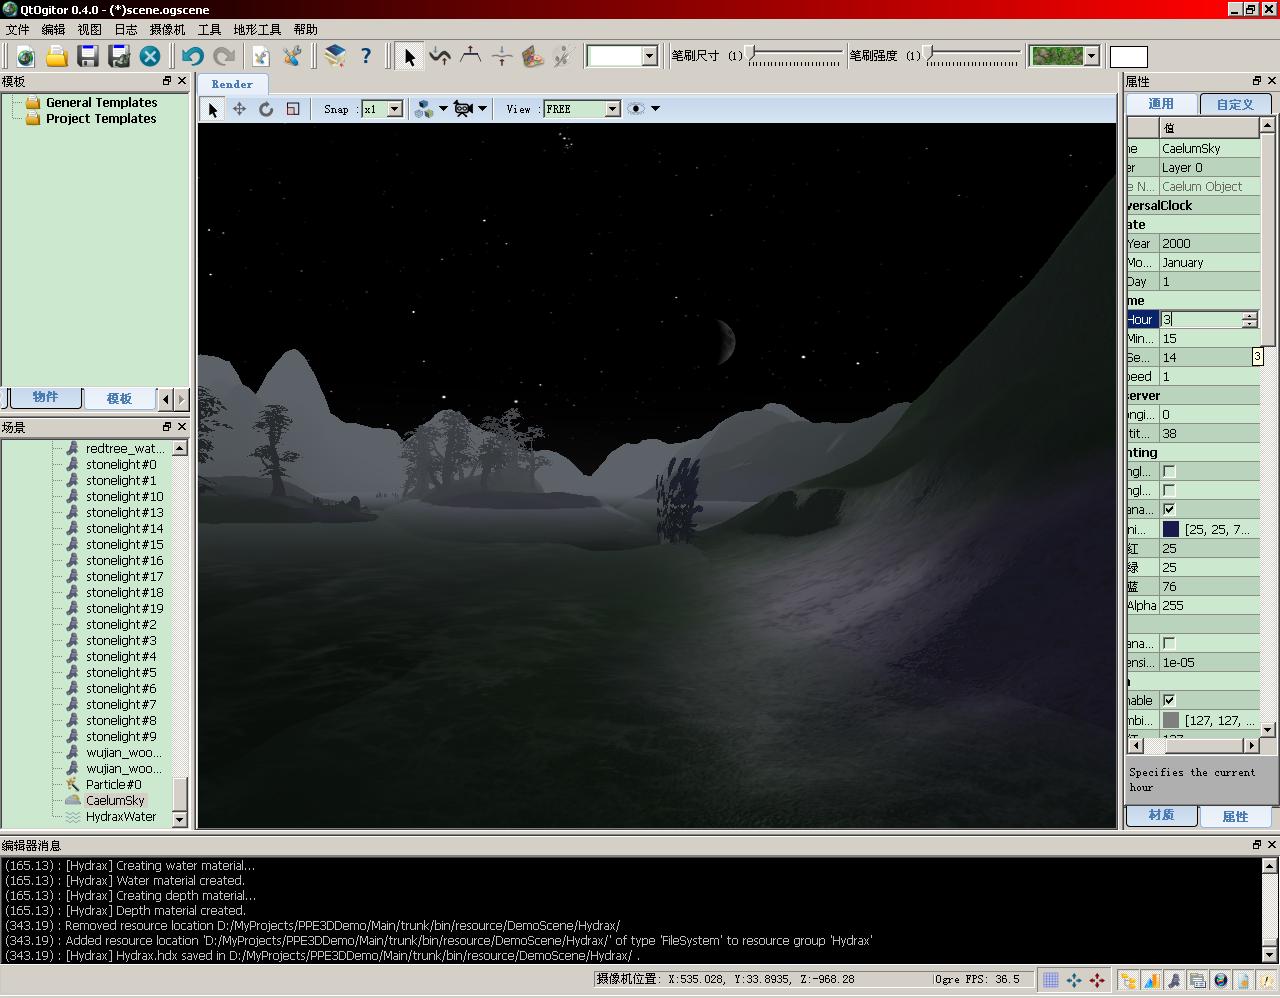 QtOgitor 0.4.0 - (*)scene.ogscene
文件 编辑 视图 日志 摄像机 工具 地形工具 帮助
笔刷尺寸 (1) 笔刷强度 (1)
模板
General Templates
Project Templates
物件 模板
场景
redtree_wat...
stonelight#0
stonelight#1
stonelight#10
stonelight#13
stonelight#14
stonelight#15
stonelight#16
stonelight#17
stonelight#18
stonelight#19
stonelight#2
stonelight#3
stonelight#4
stonelight#5
stonelight#6
stonelight#7
stonelight#8
stonelight#9
wujian_woo...
wujian_woo...
Particle#0
CaelumSky
HydraxWater
Render
Snap : x1 View : FREE
属性
通用 自定义
值
ne CaelumSky
er Layer 0
e N... Caelum Object
versalClock
ate
Year 2000
Mo... January
Day 1
me
Hour 3
Min... 15
Se... 14
3
peed 1
server
ongi... 0
tit... 38
hting
ngl...
ngl...
ana...
ni... [25, 25, 7...
红 25
绿 25
蓝 76
Alpha 255
ana...
ensi... 1e-05
nable
mbi... [127, 127, ...
红 127
Specifies the current
hour
材质 属性
编辑器消息
(165.13) : [Hydrax] Creating water material...
(165.13) : [Hydrax] Water material created.
(165.13) : [Hydrax] Creating depth material...
(165.13) : [Hydrax] Depth material created.
(343.19) : Removed resource location D:/MyProjects/PPE3DDemo/Main/trunk/bin/resource/DemoScene/Hydrax/
(343.19) : Added resource location 'D:/MyProjects/PPE3DDemo/Main/trunk/bin/resource/DemoScene/Hydrax/' of type 'FileSystem' to resource group 'Hydrax'
(343.19) : [Hydrax] Hydrax.hdx saved in D:/MyProjects/PPE3DDemo/Main/trunk/bin/resource/DemoScene/Hydrax/ .
摄像机位置: X:535.028, Y:33.8935, Z:-968.28 Ogre FPS: 36.5